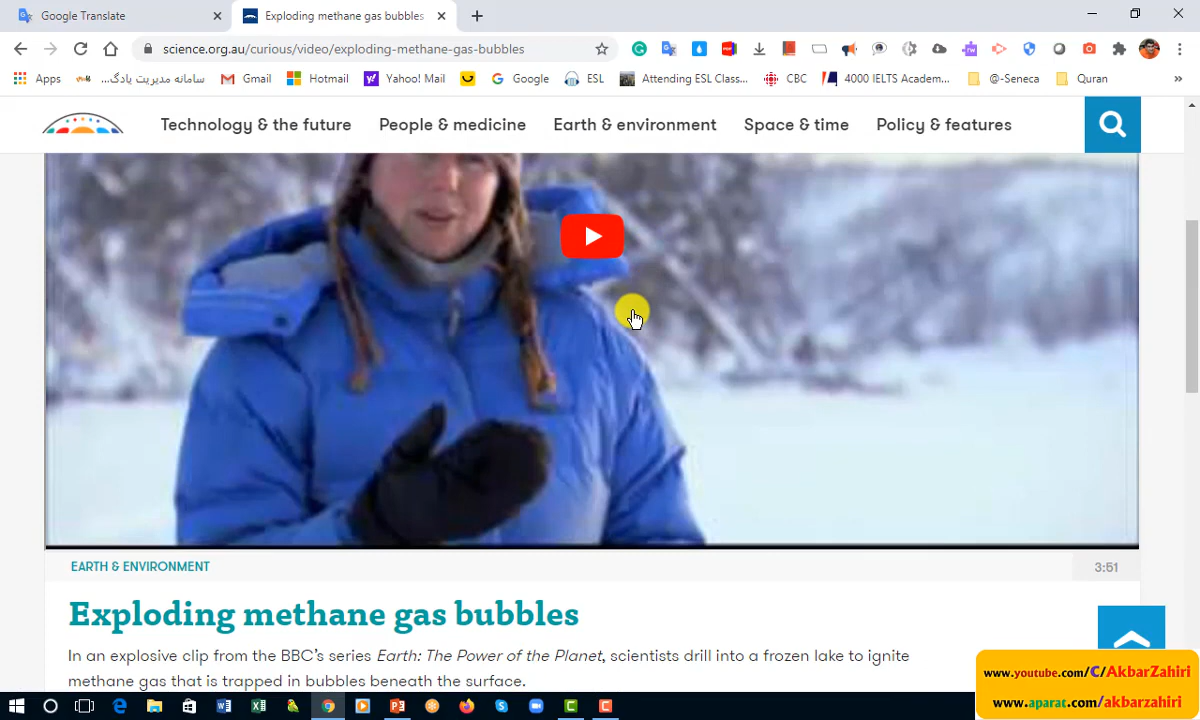 Google Translate
Exploding methane gas bubbles
science.org.au/curious/video/exploding-methane-gas-bubbles
Apps
سامانه مدیریت یادگ...
Gmail
Hotmail
Yahoo! Mail
Google
ESL
Attending ESL Class...
CBC
4000 IELTS Academ...
@-Seneca
Quran
»
Technology & the future
People & medicine
Earth & environment
Space & time
Policy & features
EARTH & ENVIRONMENT
3:51
Exploding methane gas bubbles
In an explosive clip from the BBC's series Earth: The Power of the Planet, scientists drill into a frozen lake to ignite
methane gas that is trapped in bubbles beneath the surface.
www.youtube.com/C/AkbarZahiri
www.aparat.com/akbarzahiri